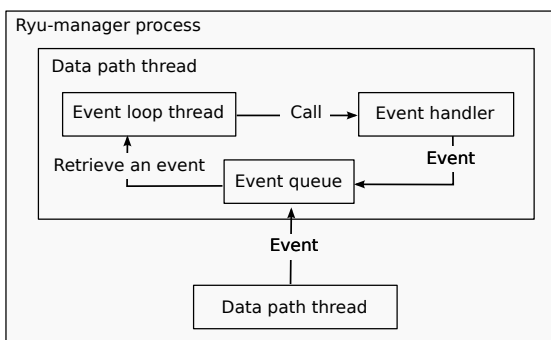 Ryu-manager process
Data path thread
Event loop thread
Call
Event handler
Retrieve an event
Event
Event queue
Event
Data path thread